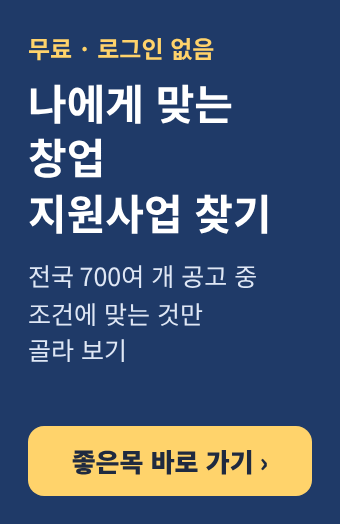 무료 · 로그인 없음
나에게 맞는
창업
지원사업 찾기
전국 700여 개 공고 중
조건에 맞는 것만
골라 보기
좋은목 바로 가기 ›